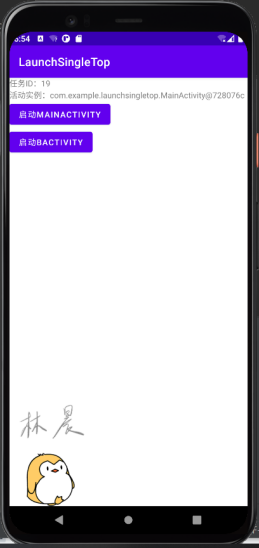 5:54
LaunchSingleTop
任务ID：19
活动实例：com.example.launchsingletop.MainActivity@728076c
启动MAINACTIVITY
启动BACTIVITY
林晨